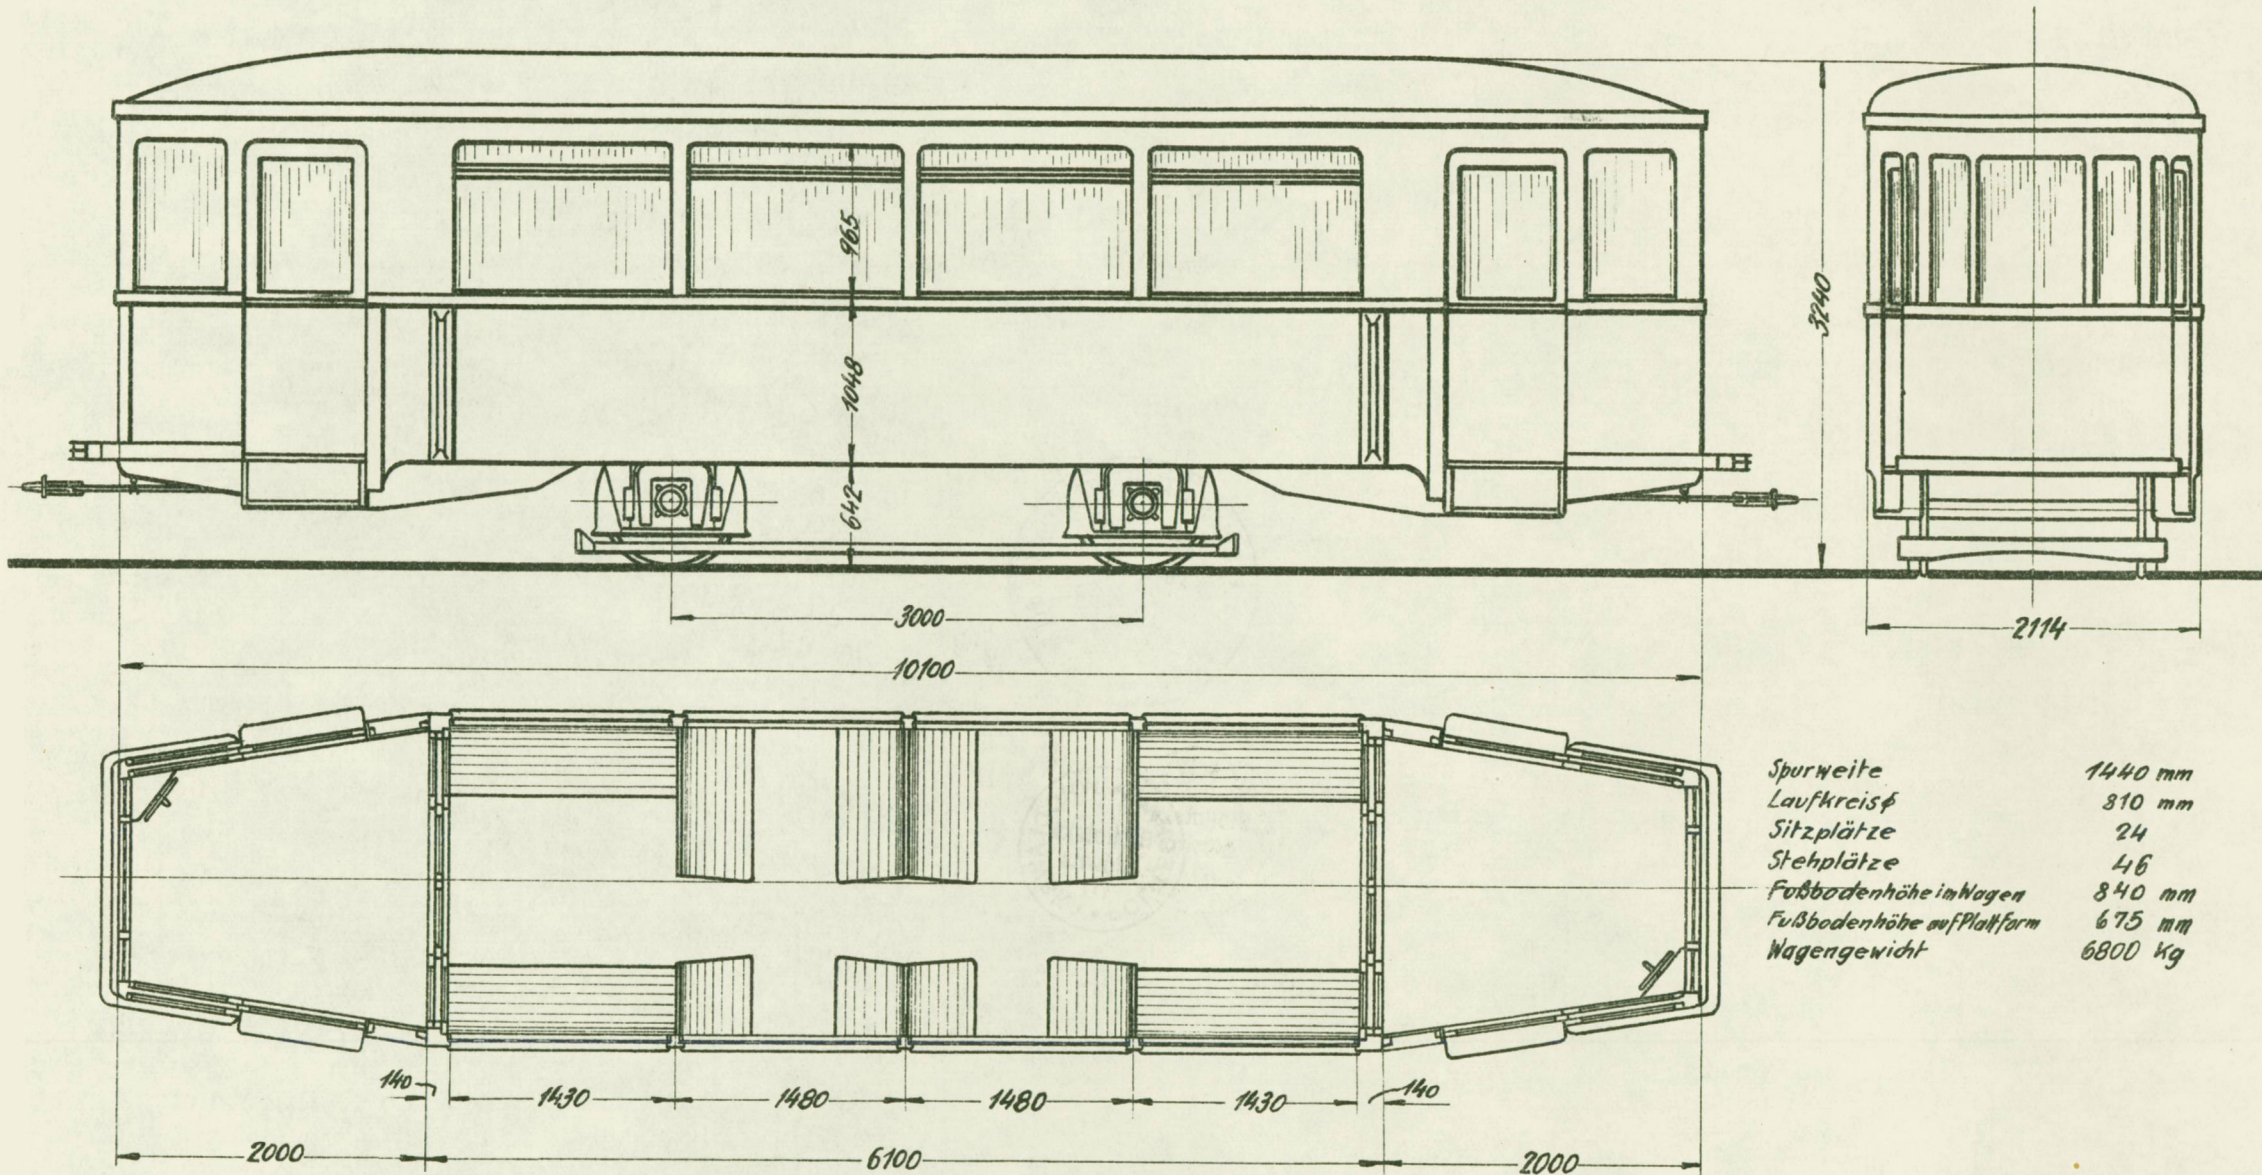 965
1048
642
3240
3000
2114
10100
Spurweite 1440 mm
Laufkreisϕ 810 mm
Sitzplätze 24
Stehplätze 46
Fußbodenhöhe im Wagen 840 mm
Fußbodenhöhe auf Plattform 675 mm
Wagengewicht 6800 Kg
140 1430 1480 1480 1430 140
2000 6100 2000